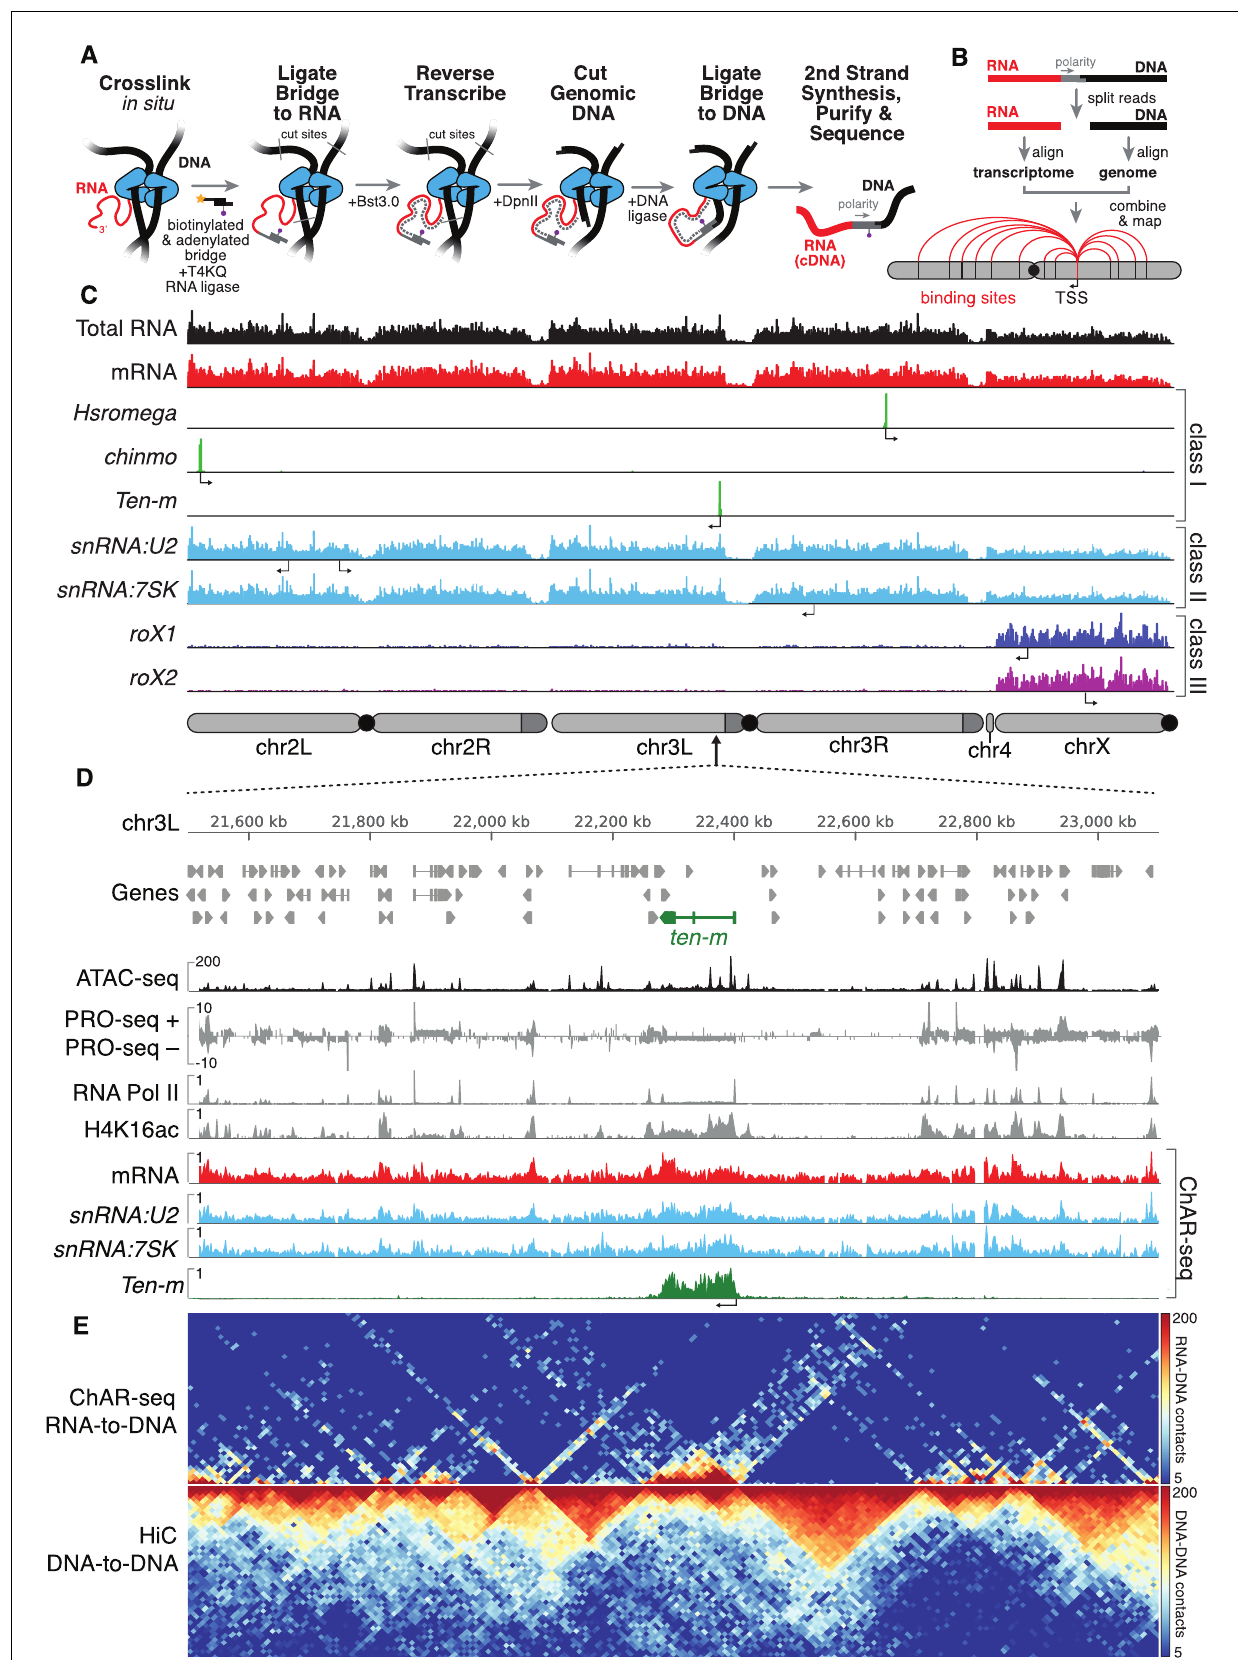 A
Crosslink
in situ
Ligate
Bridge
to RNA
Reverse
Transcribe
Cut
Genomic
DNA
Ligate
Bridge
to DNA
2nd Strand
Synthesis,
Purify &
Sequence
cut sites
cut sites
DNA
RNA
3'
biotinylated
& adenylated
bridge
+T4KQ
RNA ligase
+Bst3.0
+DpnII
+DNA
ligase
DNA
polarity
RNA
(cDNA)
B
RNA
polarity
DNA
split reads
RNA
DNA
align
align
transcriptome
genome
combine
& map
binding sites
TSS
C
Total RNA
mRNA
Hsromega
chinmo
Ten-m
class I
snRNA:U2
snRNA:7SK
class II
roX1
roX2
class III
chr2L
chr2R
chr3L
chr3R
chr4
chrX
D
chr3L
21,600 kb
21,800 kb
22,000 kb
22,200 kb
22,400 kb
22,600 kb
22,800 kb
23,000 kb
Genes
ten-m
ATAC-seq
200
PRO-seq +
10
PRO-seq –
-10
RNA Pol II
1
H4K16ac
1
mRNA
1
snRNA:U2
1
snRNA:7SK
1
Ten-m
1
ChAR-seq
E
ChAR-seq
RNA-to-DNA
200
RNA-DNA contacts
5
HiC
DNA-to-DNA
200
DNA-DNA contacts
5